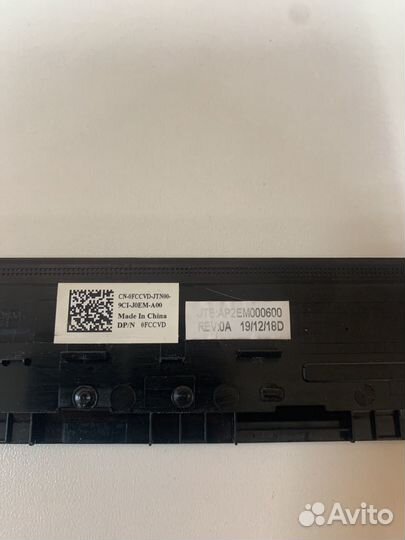 CN-0FCCVD-JTN00-
9CI-J0EM-A00
Made In China
DP/N 0FCCVD
JTE AP2EM000600
REV:0A 19/12/18D
Avito